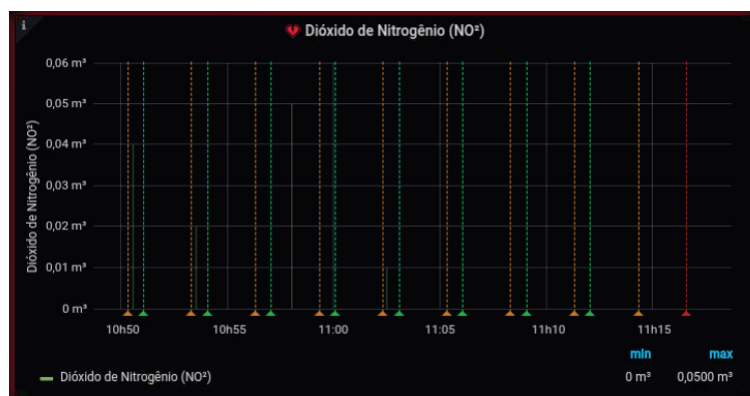 i
Dióxido de Nitrogênio (NO²)
Dióxido de Nitrogênio (NO²)
0,06 m³
0,05 m³
0,04 m³
0,03 m³
0,02 m³
0,01 m³
0 m³
10h50 10h55 11:00 11:05 11h10 11h15
min max
Dióxido de Nitrogênio (NO²) 0 m³ 0,0500 m³